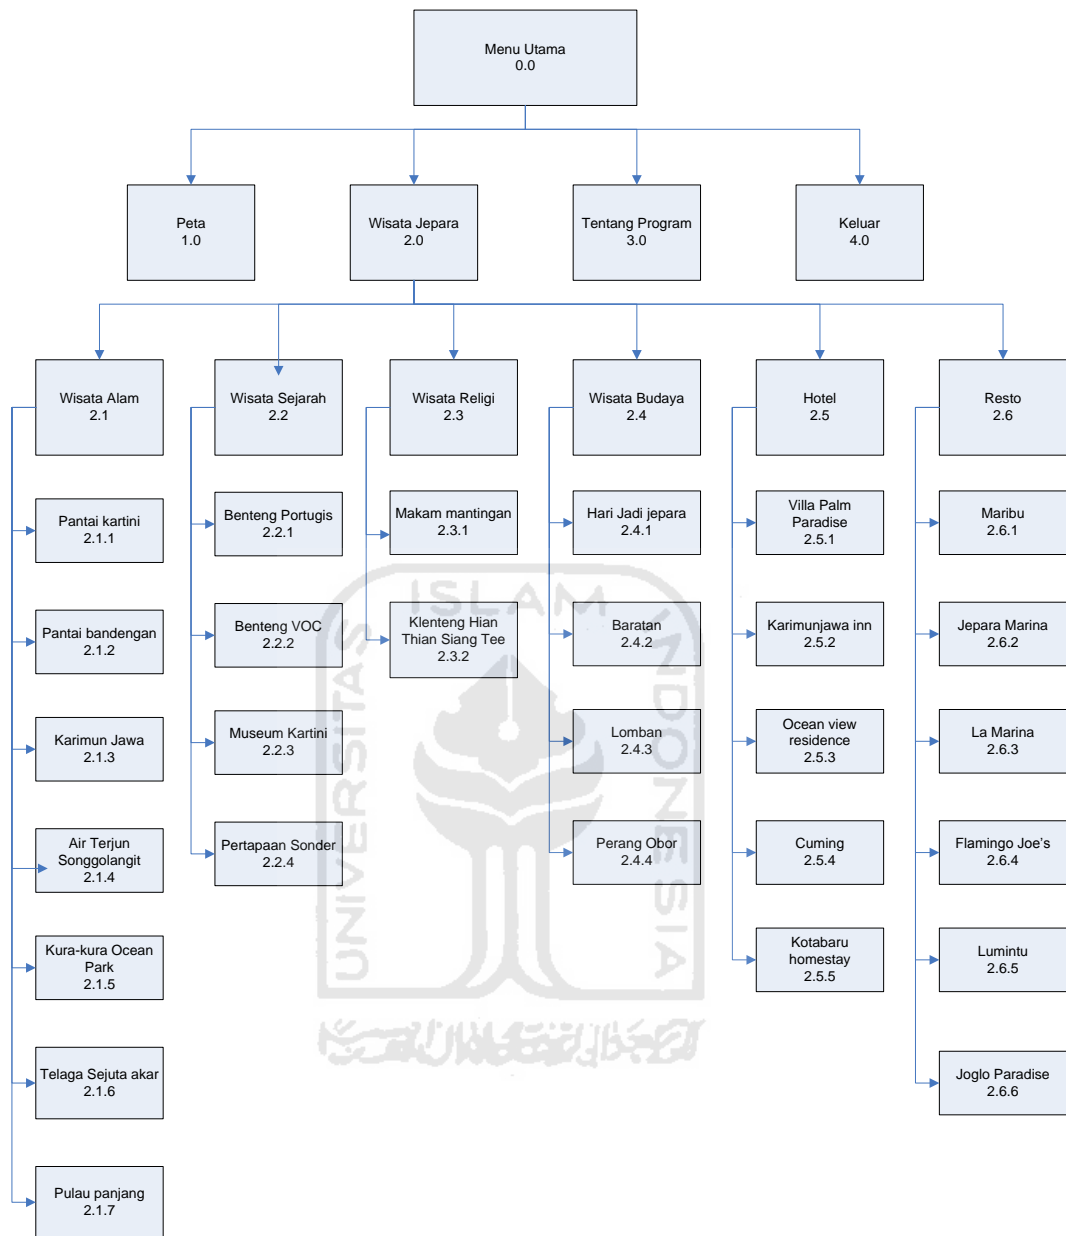 Menu Utama
0.0
Peta
1.0
Wisata Jepara
2.0
Tentang Program
3.0
Keluar
4.0
Wisata Alam
2.1
Wisata Sejarah
2.2
Wisata Religi
2.3
Wisata Budaya
2.4
Hotel
2.5
Resto
2.6
Pantai kartini
2.1.1
Pantai bandengan
2.1.2
Karimun Jawa
2.1.3
Air Terjun
Songgolangit
2.1.4
Kura-kura Ocean
Park
2.1.5
Telaga Sejuta akar
2.1.6
Pulau panjang
2.1.7
Benteng Portugis
2.2.1
Benteng VOC
2.2.2
Museum Kartini
2.2.3
Pertapaan Sonder
2.2.4
Makam mantingan
2.3.1
Klenteng Hian
Thian Siang Tee
2.3.2
Hari Jadi jepara
2.4.1
Baratan
2.4.2
Lomban
2.4.3
Perang Obor
2.4.4
Villa Palm
Paradise
2.5.1
Karimunjawa inn
2.5.2
Ocean view
residence
2.5.3
Cuming
2.5.4
Kotabaru
homestay
2.5.5
Maribu
2.6.1
Jepara Marina
2.6.2
La Marina
2.6.3
Flamingo Joe's
2.6.4
Lumintu
2.6.5
Joglo Paradise
2.6.6
UNIVERSITAS
ISLAM
INDONESIA